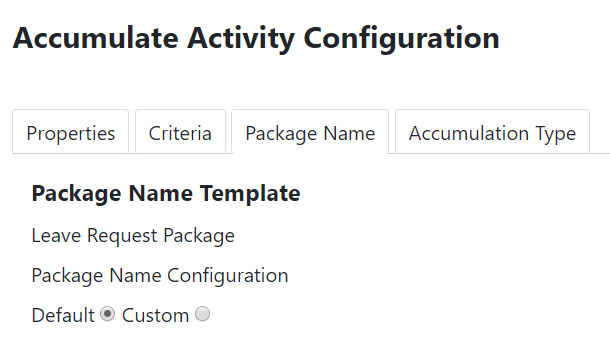 Accumulate Activity Configuration
Properties Criteria Package Name Accumulation Type
Package Name Template
Leave Request Package
Package Name Configuration
Default Custom